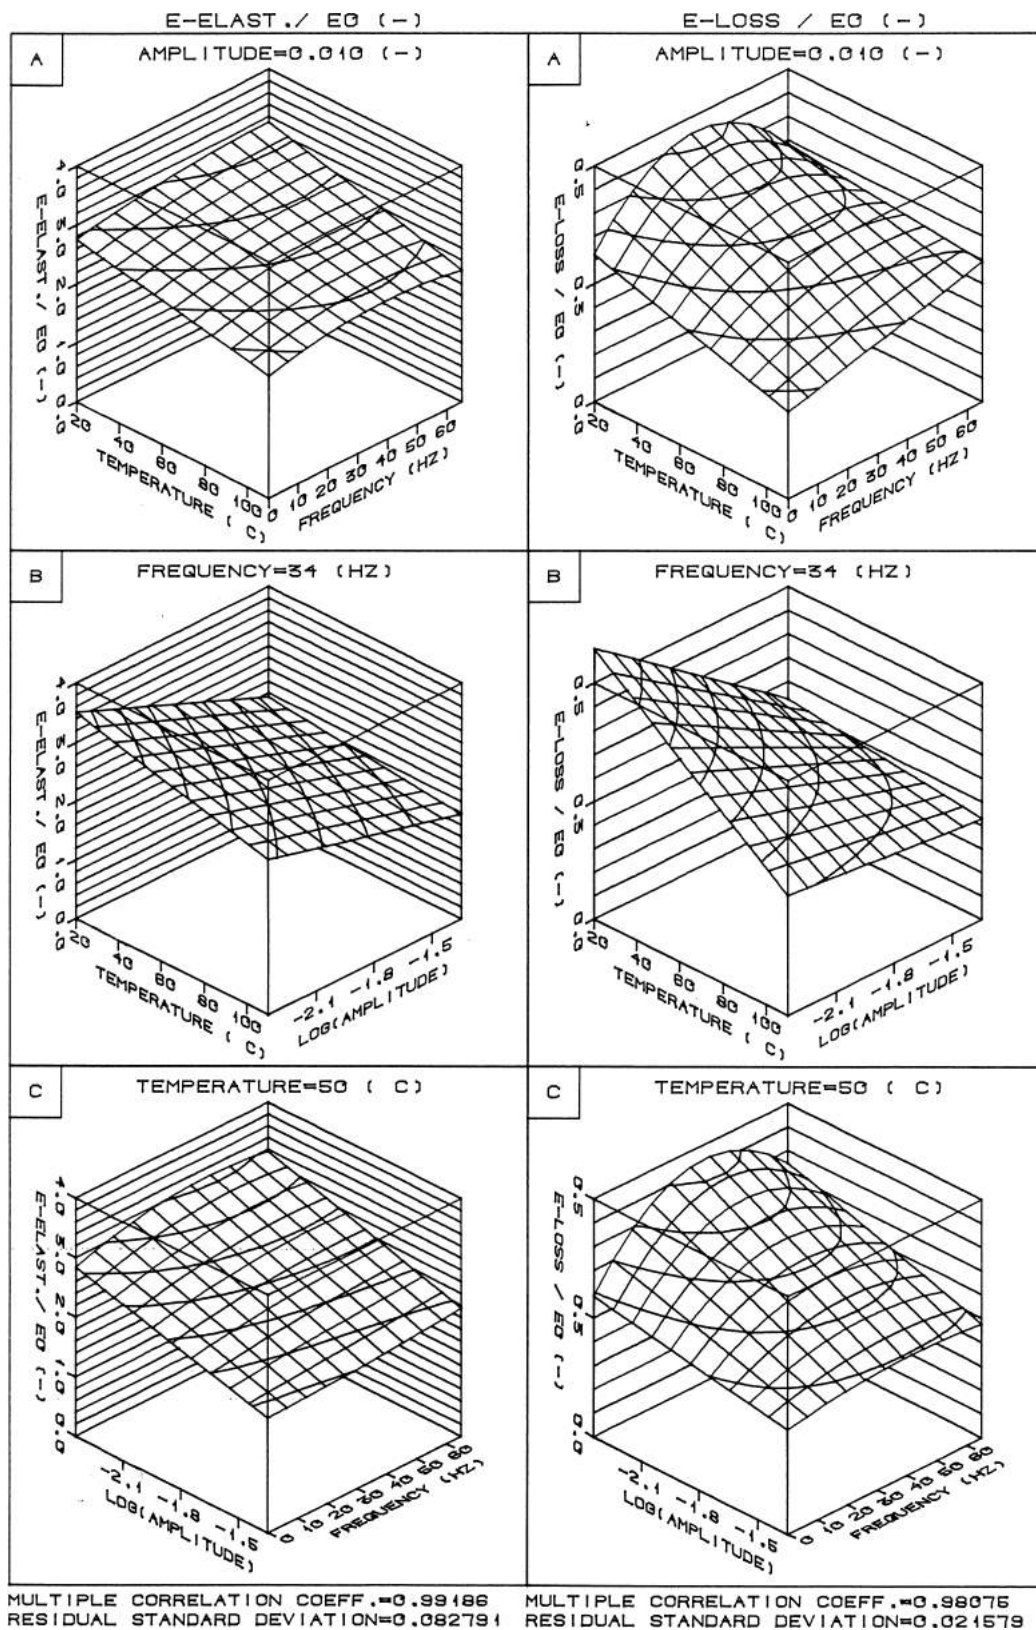 E-ELAST./ E0 (-)
E-LOSS / E0 (-)
A
AMPLITUDE=0.010 (-)
E-ELAST./ E0 (-)
4.0
3.0
2.0
1.0
0.0
20 40 60 80 100
TEMPERATURE ( C)
0 10 20 30 40 50 60
FREQUENCY (HZ)
A
AMPLITUDE=0.010 (-)
E-LOSS / E0 (-)
0.5
0.3
0.0
20 40 60 80 100
TEMPERATURE ( C)
0 10 20 30 40 50 60
FREQUENCY (HZ)
B
FREQUENCY=34 (HZ)
E-ELAST./ E0 (-)
4.0
3.0
2.0
1.0
0.0
20 40 60 80 100
TEMPERATURE ( C)
-2.1 -1.8 -1.5
LOG(AMPLITUDE)
B
FREQUENCY=34 (HZ)
E-LOSS / E0 (-)
0.5
0.3
0.0
20 40 60 80 100
TEMPERATURE ( C)
-2.1 -1.8 -1.5
LOG(AMPLITUDE)
C
TEMPERATURE=50 ( C)
E-ELAST./ E0 (-)
4.0
3.0
2.0
1.0
0.0
-2.1 -1.8 -1.5
LOG(AMPLITUDE)
0 10 20 30 40 50 60
FREQUENCY (HZ)
C
TEMPERATURE=50 ( C)
E-LOSS / E0 (-)
0.5
0.3
0.0
-2.1 -1.8 -1.5
LOG(AMPLITUDE)
0 10 20 30 40 50 60
FREQUENCY (HZ)
MULTIPLE CORRELATION COEFF.=0.99186
RESIDUAL STANDARD DEVIATION=0.082791
MULTIPLE CORRELATION COEFF.=0.98075
RESIDUAL STANDARD DEVIATION=0.021579